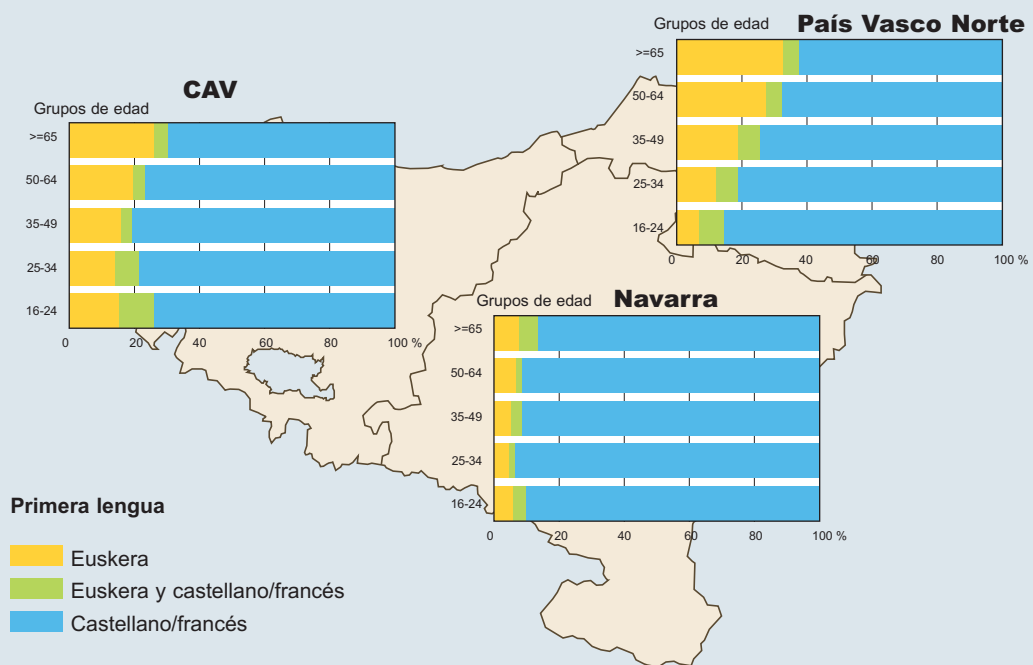 País Vasco Norte
Grupos de edad
>=65
50-64
35-49
25-34
16-24
0 20 40 60 80 100 %
CAV
Grupos de edad
>=65
50-64
35-49
25-34
16-24
0 20 40 60 80 100 %
Navarra
Grupos de edad
>=65
50-64
35-49
25-34
16-24
0 20 40 60 80 100 %
Primera lengua
Euskera
Euskera y castellano/francés
Castellano/francés